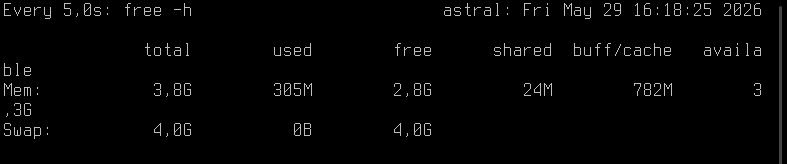 Every 5,0s: free -h                    astral: Fri May 29 16:18:25 2026
              total        used        free      shared  buff/cache   availa
ble
Mem:           3,8G        305M        2,8G         24M        782M        3
,3G
Swap:          4,0G          0B        4,0G